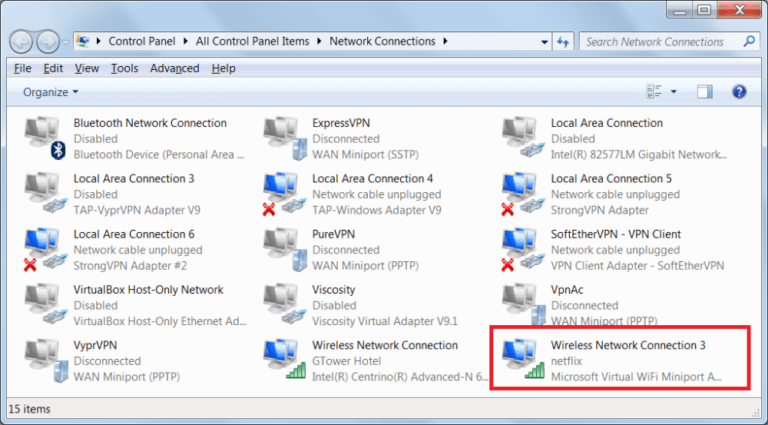 Control Panel All Control Panel Items Network Connections Search Network Connections
File Edit View Tools Advanced Help
Organize
Bluetooth Network Connection
Disabled
Bluetooth Device (Personal Area ...
ExpressVPN
Disconnected
WAN Miniport (SSTP)
Local Area Connection
Disabled
Intel(R) 82577LM Gigabit Network...
Local Area Connection 3
Disabled
TAP-VyprVPN Adapter V9
Local Area Connection 4
Network cable unplugged
TAP-Windows Adapter V9
Local Area Connection 5
Network cable unplugged
StrongVPN Adapter
Local Area Connection 6
Network cable unplugged
StrongVPN Adapter #2
PureVPN
Disconnected
WAN Miniport (PPTP)
SoftEtherVPN - VPN Client
Network cable unplugged
VPN Client Adapter - SoftEtherVPN
VirtualBox Host-Only Network
Disabled
VirtualBox Host-Only Ethernet Ad...
Viscosity
Disabled
Viscosity Virtual Adapter V9.1
VpnAc
Disconnected
WAN Miniport (PPTP)
VyprVPN
Disconnected
WAN Miniport (PPTP)
Wireless Network Connection
GTower Hotel
Intel(R) Centrino(R) Advanced-N 6...
Wireless Network Connection 3
netflix
Microsoft Virtual WiFi Miniport A...
15 items